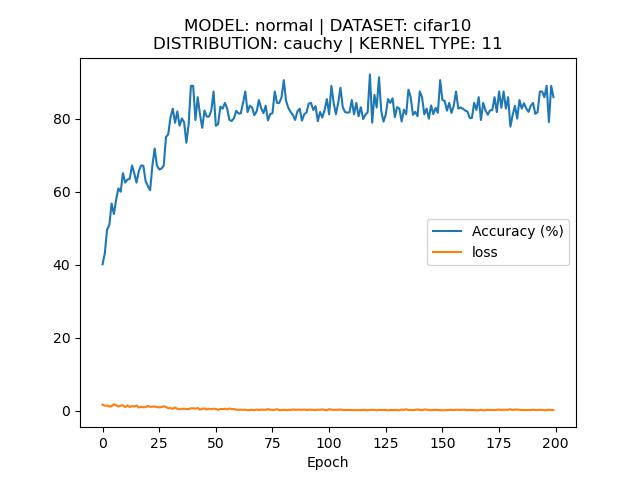 MODEL: normal | DATASET: cifar10
DISTRIBUTION: cauchy | KERNEL TYPE: 11
80
60
40
20
0
Accuracy (%)
loss
0 25 50 75 100 125 150 175 200
Epoch